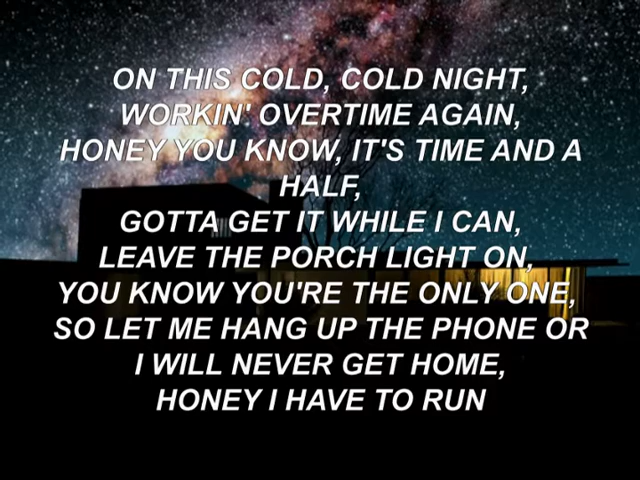 ON THIS COLD, COLD NIGHT,
WORKIN' OVERTIME AGAIN,
HONEY YOU KNOW, IT'S TIME AND A
HALF,
GOTTA GET IT WHILE I CAN,
LEAVE THE PORCH LIGHT ON,
YOU KNOW YOU'RE THE ONLY ONE,
SO LET ME HANG UP THE PHONE OR
I WILL NEVER GET HOME,
HONEY I HAVE TO RUN